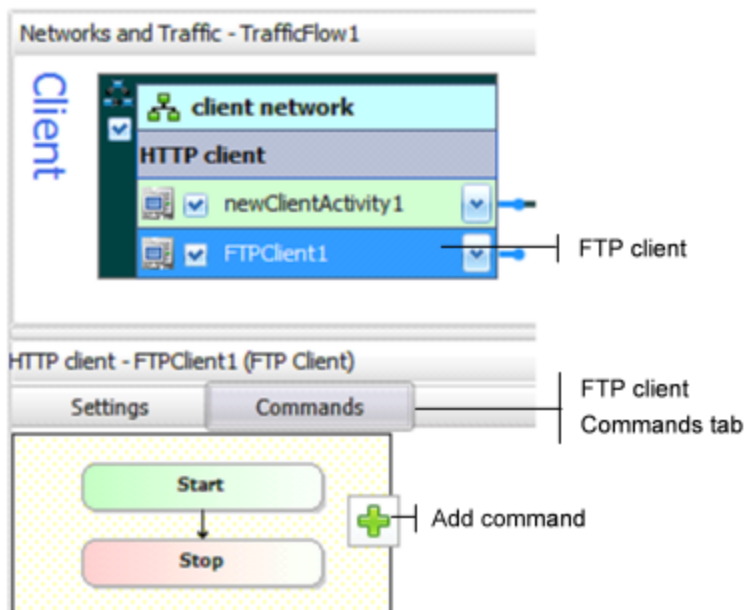 Networks and Traffic - TrafficFlow1
Client
client network
HTTP client
newClientActivity1
FTPClient1
FTP client
HTTP client - FTPClient1 (FTP Client)
Settings
Commands
FTP client
Commands tab
Start
Stop
Add command